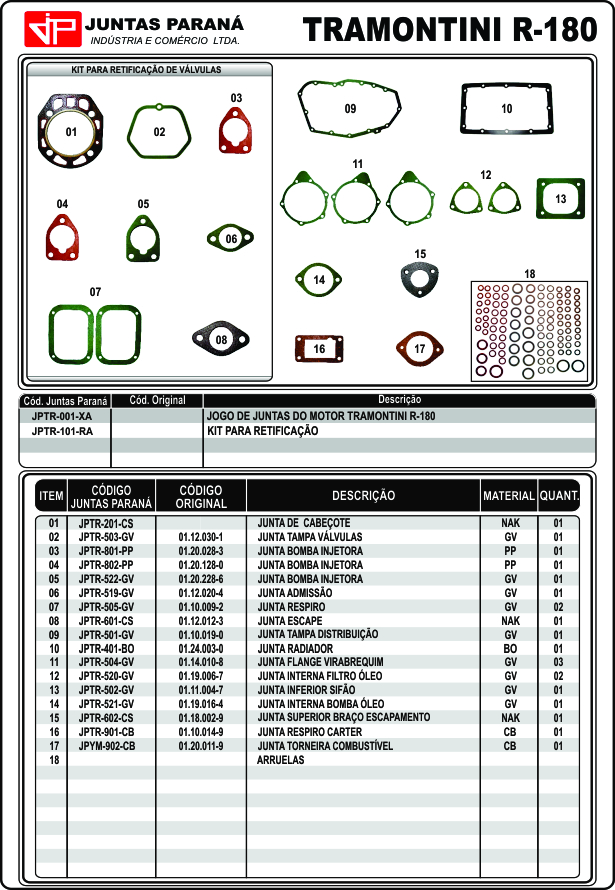 JP JUNTAS PARANÁ
INDÚSTRIA E COMÉRCIO LTDA.
TRAMONTINI R-180
KIT PARA RETIFICAÇÃO DE VÁLVULAS
01 02 03
04 05 06
07 08
09 10
11 12 13
14 15
16 17 18
Cód. Juntas Paraná Cód. Original Descrição
JPTR-001-XA JOGO DE JUNTAS DO MOTOR TRAMONTINI R-180
JPTR-101-RA KIT PARA RETIFICAÇÃO
ITEM CÓDIGO JUNTAS PARANÁ CÓDIGO ORIGINAL DESCRIÇÃO MATERIAL QUANT.
01 JPTR-201-CS JUNTA DE CABEÇOTE NAK 01
02 JPTR-503-GV 01.12.030-1 JUNTA TAMPA VÁLVULAS GV 01
03 JPTR-801-PP 01.20.028-3 JUNTA BOMBA INJETORA PP 01
04 JPTR-802-PP 01.20.128-0 JUNTA BOMBA INJETORA PP 01
05 JPTR-522-GV 01.20.228-6 JUNTA BOMBA INJETORA GV 01
06 JPTR-519-GV 01.12.020-4 JUNTA ADMISSÃO GV 01
07 JPTR-505-GV 01.10.009-2 JUNTA RESPIRO GV 02
08 JPTR-601-CS 01.12.012-3 JUNTA ESCAPE NAK 01
09 JPTR-501-GV 01.10.019-0 JUNTA TAMPA DISTRIBUIÇÃO GV 01
10 JPTR-401-BO 01.24.003-0 JUNTA RADIADOR BO 01
11 JPTR-504-GV 01.14.010-8 JUNTA FLANGE VIRABREQUIM GV 03
12 JPTR-520-GV 01.19.006-7 JUNTA INTERNA FILTRO ÓLEO GV 02
13 JPTR-502-GV 01.11.004-7 JUNTA INFERIOR SIFÃO GV 01
14 JPTR-521-GV 01.19.016-4 JUNTA INTERNA BOMBA ÓLEO GV 01
15 JPTR-602-CS 01.18.002-9 JUNTA SUPERIOR BRAÇO ESCAPAMENTO NAK 01
16 JPTR-901-CB 01.10.014-9 JUNTA RESPIRO CARTER CB 01
17 JPYM-902-CB 01.20.011-9 JUNTA TORNEIRA COMBUSTÍVEL CB 01
18 ARRUELAS